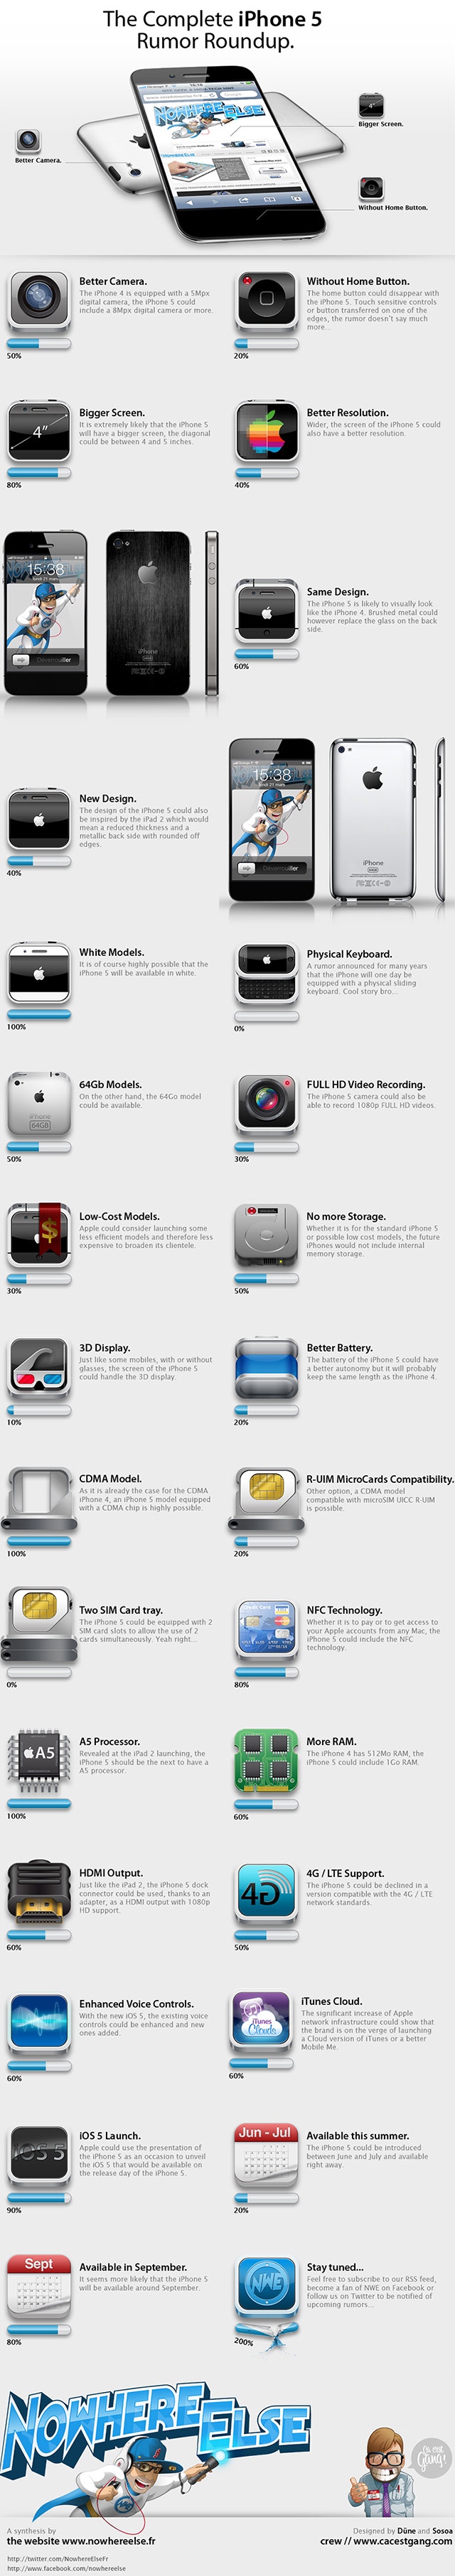 The Complete iPhone 5
Rumor Roundup.
4"
Bigger Screen.
Better Camera.
NOWHERE ELSE
Without Home Button.
Better Camera.
The iPhone 4 is equipped with a 5Mpx
digital camera, the iPhone 5 could
include a 8Mpx digital camera or more.
50%
Without Home Button.
The home button could disappear with
the iPhone 5. Touch sensitive controls
or button transferred on one of the
edges, the rumor doesn't say much
more...
20%
4"
Bigger Screen.
It is extremely likely that the iPhone 5
will have a bigger screen, the diagonal
could be between 4 and 5 inches.
80%
Better Resolution.
Wider, the screen of the iPhone 5 could
also have a better resolution.
40%
15:38
Déverrouiller
iPhone
Same Design.
The iPhone 5 is likely to visually look
like the iPhone 4. Brushed metal could
however replace the glass on the back
side.
60%
New Design.
The design of the iPhone 5 could also
be inspired by the iPad 2 which would
mean a reduced thickness and a
metallic back side with rounded off
edges.
40%
15:38
Déverrouiller
iPhone
White Models.
It is of course highly possible that the
iPhone 5 will be available in white.
100%
Physical Keyboard.
A rumor announced for many years
that the iPhone will one day be
equipped with a physical sliding
keyboard. Cool story bro...
0%
iPhone
64GB
64Gb Models.
On the other hand, the 64Go model
could be available.
50%
FULL HD Video Recording.
The iPhone 5 camera could also be
able to record 1080p FULL HD videos.
30%
$
Low-Cost Models.
Apple could consider launching some
less efficient models and therefore less
expensive to broaden its clientele.
30%
No more Storage.
Whether it is for the standard iPhone 5
or possible low cost models, the future
iPhones would not include internal
memory storage.
50%
3D Display.
Just like some mobiles, with or without
glasses, the screen of the iPhone 5
could handle the 3D display.
10%
Better Battery.
The battery of the iPhone 5 could have
a better autonomy but it will probably
keep the same length as the iPhone 4.
20%
CDMA Model.
As it is already the case for the CDMA
iPhone 4, an iPhone 5 model equipped
with a CDMA chip is highly possible.
100%
R-UIM MicroCards Compatibility.
Other option, a CDMA model
compatible with microSIM UICC R-UIM
is possible.
20%
Two SIM Card tray.
The iPhone 5 could be equipped with 2
SIM card slots to allow the use of 2
cards simultaneously. Yeah right...
0%
NFC Technology.
Whether it is to pay or to get access to
your Apple accounts from any Mac, the
iPhone 5 could include the NFC
technology.
80%
A5
A5 Processor.
Revealed at the iPad 2 launching, the
iPhone 5 should be the next to have a
A5 processor.
100%
More RAM.
The iPhone 4 has 512Mo RAM, the
iPhone 5 could include 1Go RAM.
60%
HDMI Output.
Just like the iPad 2, the iPhone 5 dock
connector could be used, thanks to an
adapter, as a HDMI output with 1080p
HD support.
60%
4G
4G / LTE Support.
The iPhone 5 could be declined in a
version compatible with the 4G / LTE
network standards.
50%
Enhanced Voice Controls.
With the new iOS 5, the existing voice
controls could be enhanced and new
ones added.
60%
iTunes
Clouds
iTunes Cloud.
The significant increase of Apple
network infrastructure could show that
the brand is on the verge of launching
a Cloud version of iTunes or a better
Mobile Me.
60%
iOS 5
iOS 5 Launch.
Apple could use the presentation of
the iPhone 5 as an occasion to unveil
the iOS 5 that would be available on
the release day of the iPhone 5.
90%
Jun - Jul
Available this summer.
The iPhone 5 could be introduced
between June and July and available
right away.
20%
Sept
Available in September.
It seems more likely that the iPhone 5
will be available around September.
80%
NWE
Stay tuned...
Feel free to subscribe to our RSS feed,
become a fan of NWE on Facebook or
follow us on Twitter to be notified of
upcoming rumors...
200%
NOWHERE ELSE
Ça c'est
Gang!
A synthesis by
the website www.nowhereelse.fr
Designed by Düne and Sosoa
crew // www.cacestgang.com
http://twitter.com/NowhereElseFr
http://www.facebook.com/nowhereelse